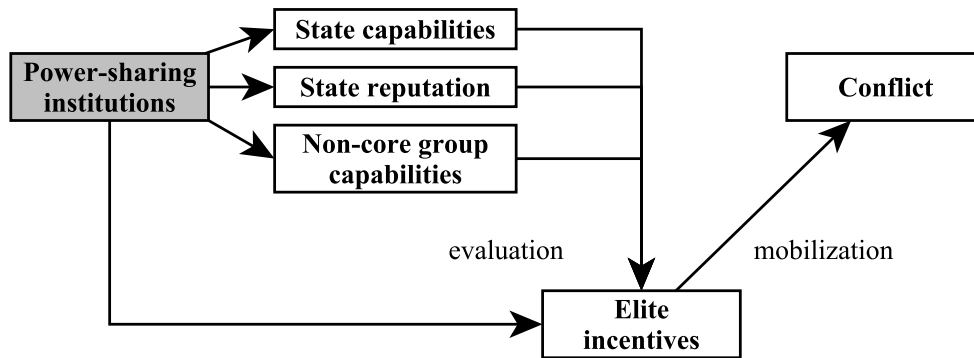 State capabilities
Power-sharing
institutions
State reputation
Conflict
Non-core group
capabilities
evaluation
mobilization
Elite
incentives